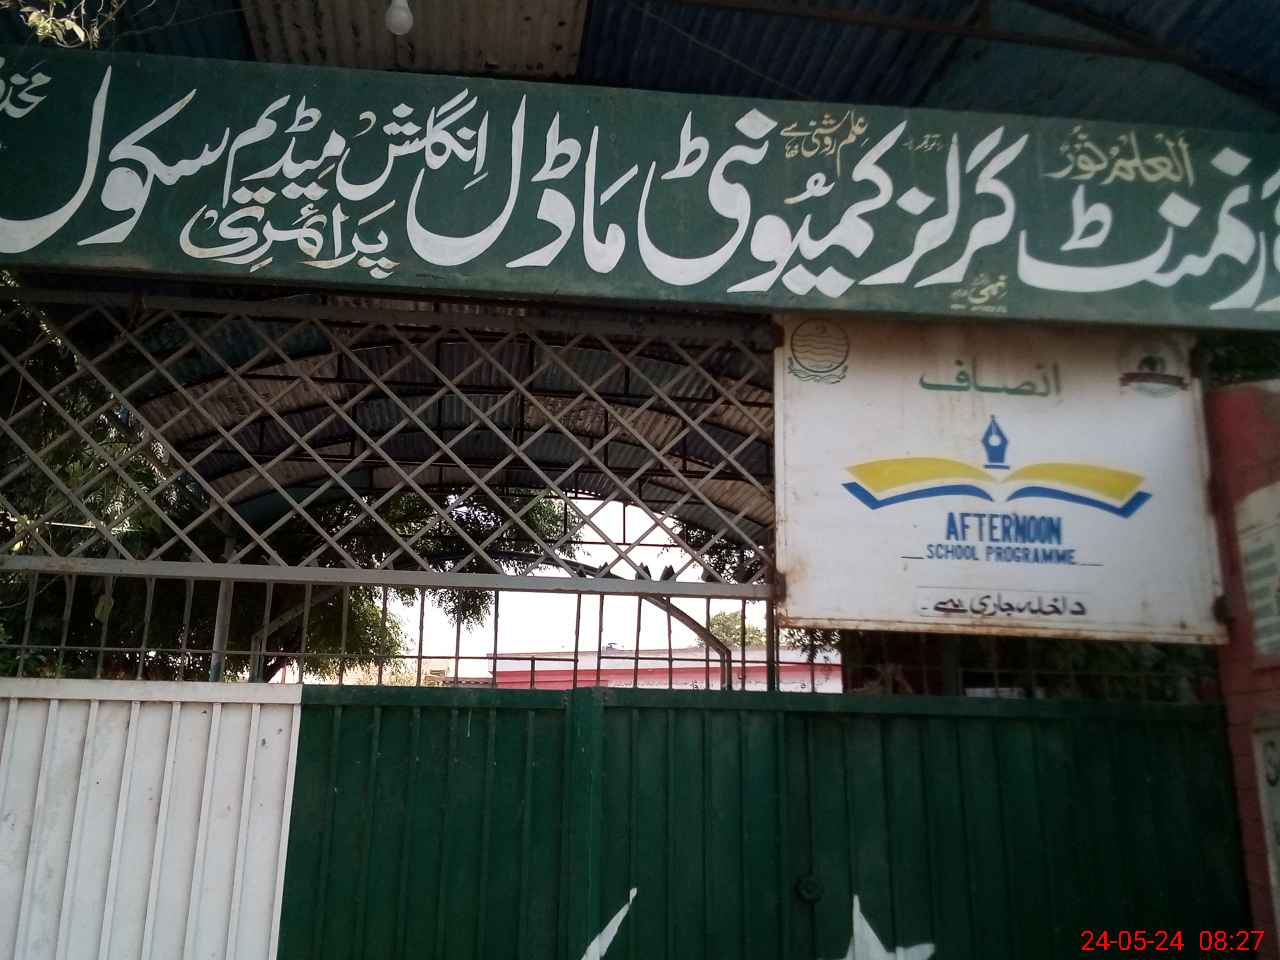 العلم نور
علم روشنی ہے
گورنمنٹ گرلز کمیونٹی ماڈل انگلش میڈیم سکول
پرائمری
انصاف
AFTERNOON
SCHOOL PROGRAMME
داخلہ جاری ہے
24-05-24 08:27